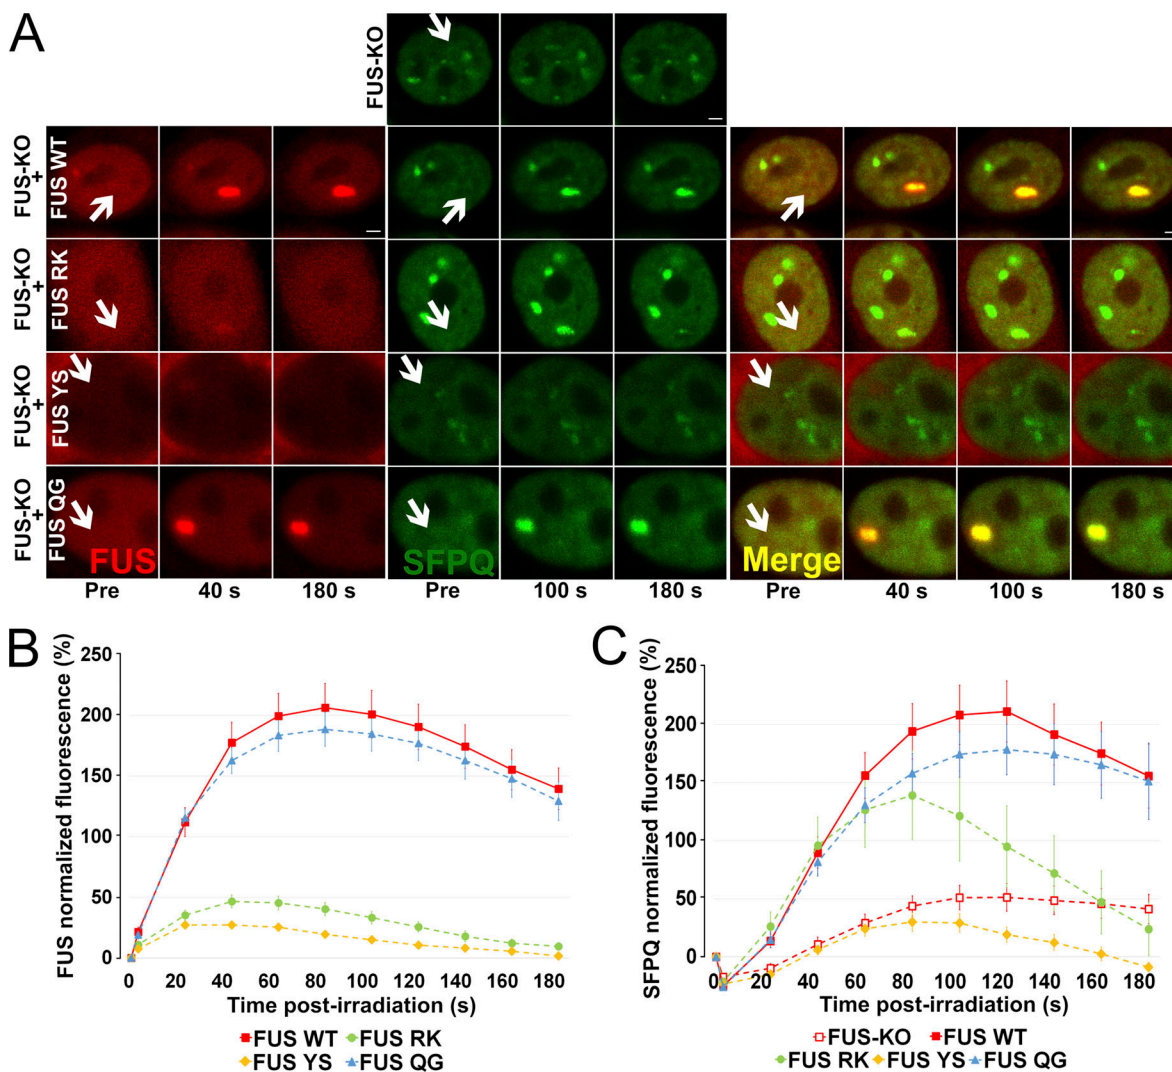 A
FUS-KO
FUS-KO
+
FUS WT
FUS-KO
+
FUS RK
FUS-KO
+
FUS YS
FUS-KO
+
FUS QG
FUS
SFPQ
Merge
Pre
40 s
180 s
Pre
100 s
180 s
Pre
40 s
100 s
180 s
B
FUS normalized fluorescence (%)
250
200
150
100
50
0
0 20 40 60 80 100 120 140 160 180
Time post-irradiation (s)
FUS WT FUS RK
FUS YS FUS QG
C
SFPQ normalized fluorescence (%)
250
200
150
100
50
0
0 20 40 60 80 100 120 140 160 180
Time post-irradiation (s)
FUS-KO FUS WT
FUS RK FUS YS FUS QG